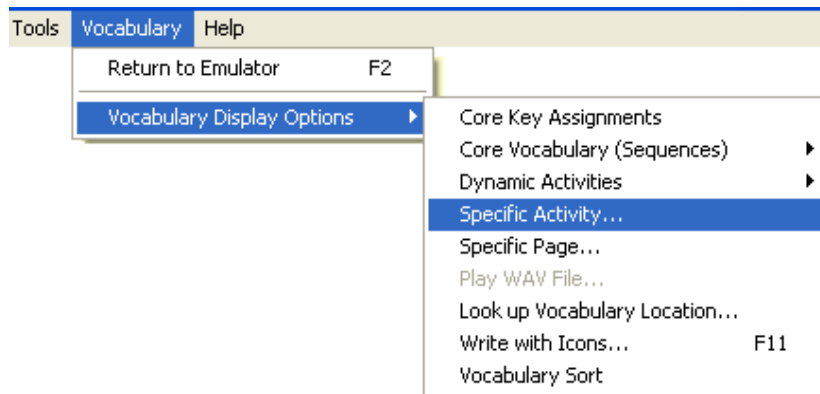 Tools Vocabulary Help
Return to Emulator F2
Vocabulary Display Options
Core Key Assignments
Core Vocabulary (Sequences)
Dynamic Activities
Specific Activity...
Specific Page...
Play WAV File...
Look up Vocabulary Location...
Write with Icons... F11
Vocabulary Sort